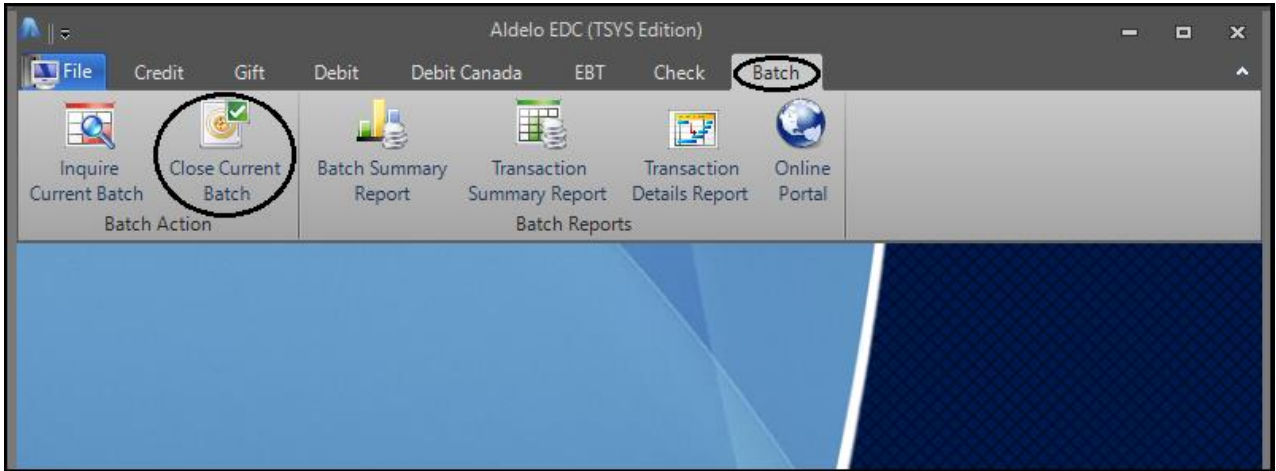 Aldelo EDC (TSYS Edition)
File Credit Gift Debit Debit Canada EBT Check Batch
Inquire Current Batch
Close Current Batch
Batch Summary Report
Transaction Summary Report
Transaction Details Report
Online Portal
Batch Action
Batch Reports